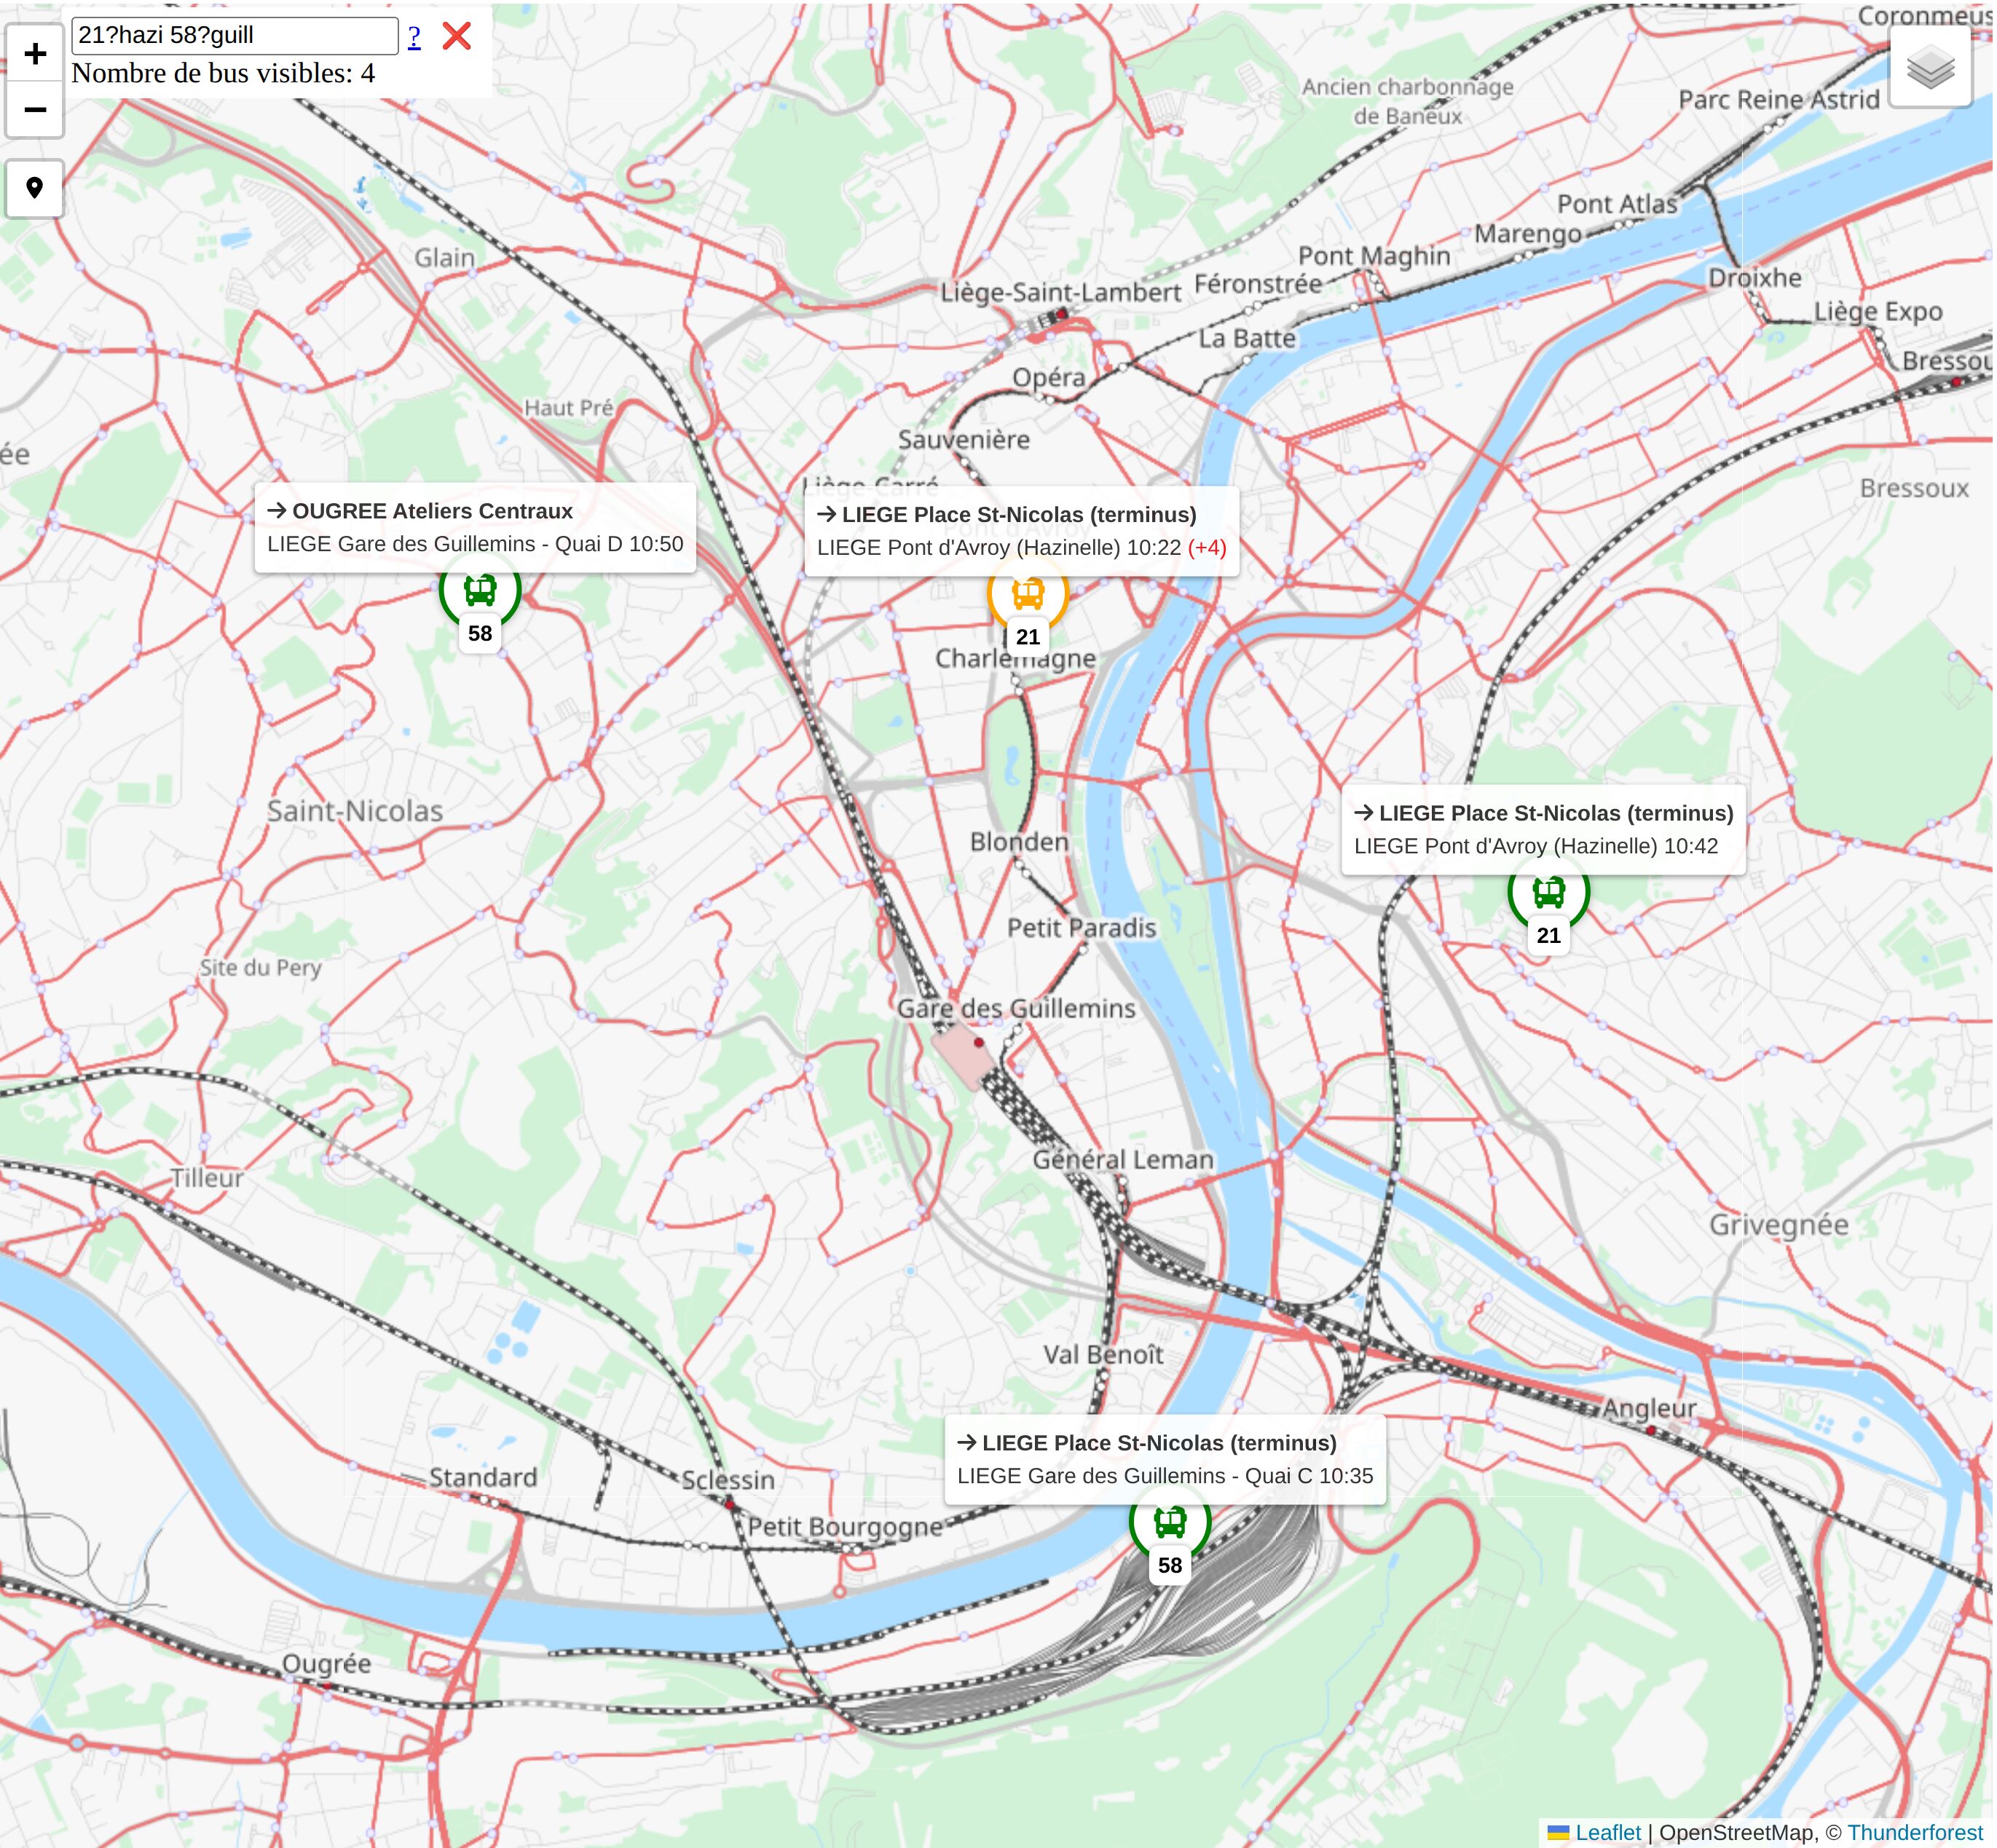 +
−
21?hazi 58?guill
? ❌
Nombre de bus visibles: 4
Coronmeus
Ancien charbonnage
de Baneux
Parc Reine Astrid
Glain
Pont Atlas
Marengo
Pont Maghin
Féronstrée
Liège-Saint-Lambert
Droixhe
Liège Expo
La Batte
Bressou
Opéra
Haut Pré
Sauvenière
ée
Liège-Carré
Bressoux
→ OUGREE Ateliers Centraux
LIEGE Gare des Guillemins - Quai D 10:50
58
→ LIEGE Place St-Nicolas (terminus)
LIEGE Pont d'Avroy (Hazinelle) 10:22 (+4)
Pont d'Avroy
21
Charlemagne
Saint-Nicolas
→ LIEGE Place St-Nicolas (terminus)
LIEGE Pont d'Avroy (Hazinelle) 10:42
21
Blonden
Petit Paradis
Site du Pery
Gare des Guillemins
Général Leman
Tilleur
Grivegnée
Val Benoît
Angleur
→ LIEGE Place St-Nicolas (terminus)
LIEGE Gare des Guillemins - Quai C 10:35
58
Standard
Sclessin
Petit Bourgogne
Ougrée
Leaflet | OpenStreetMap, © Thunderforest